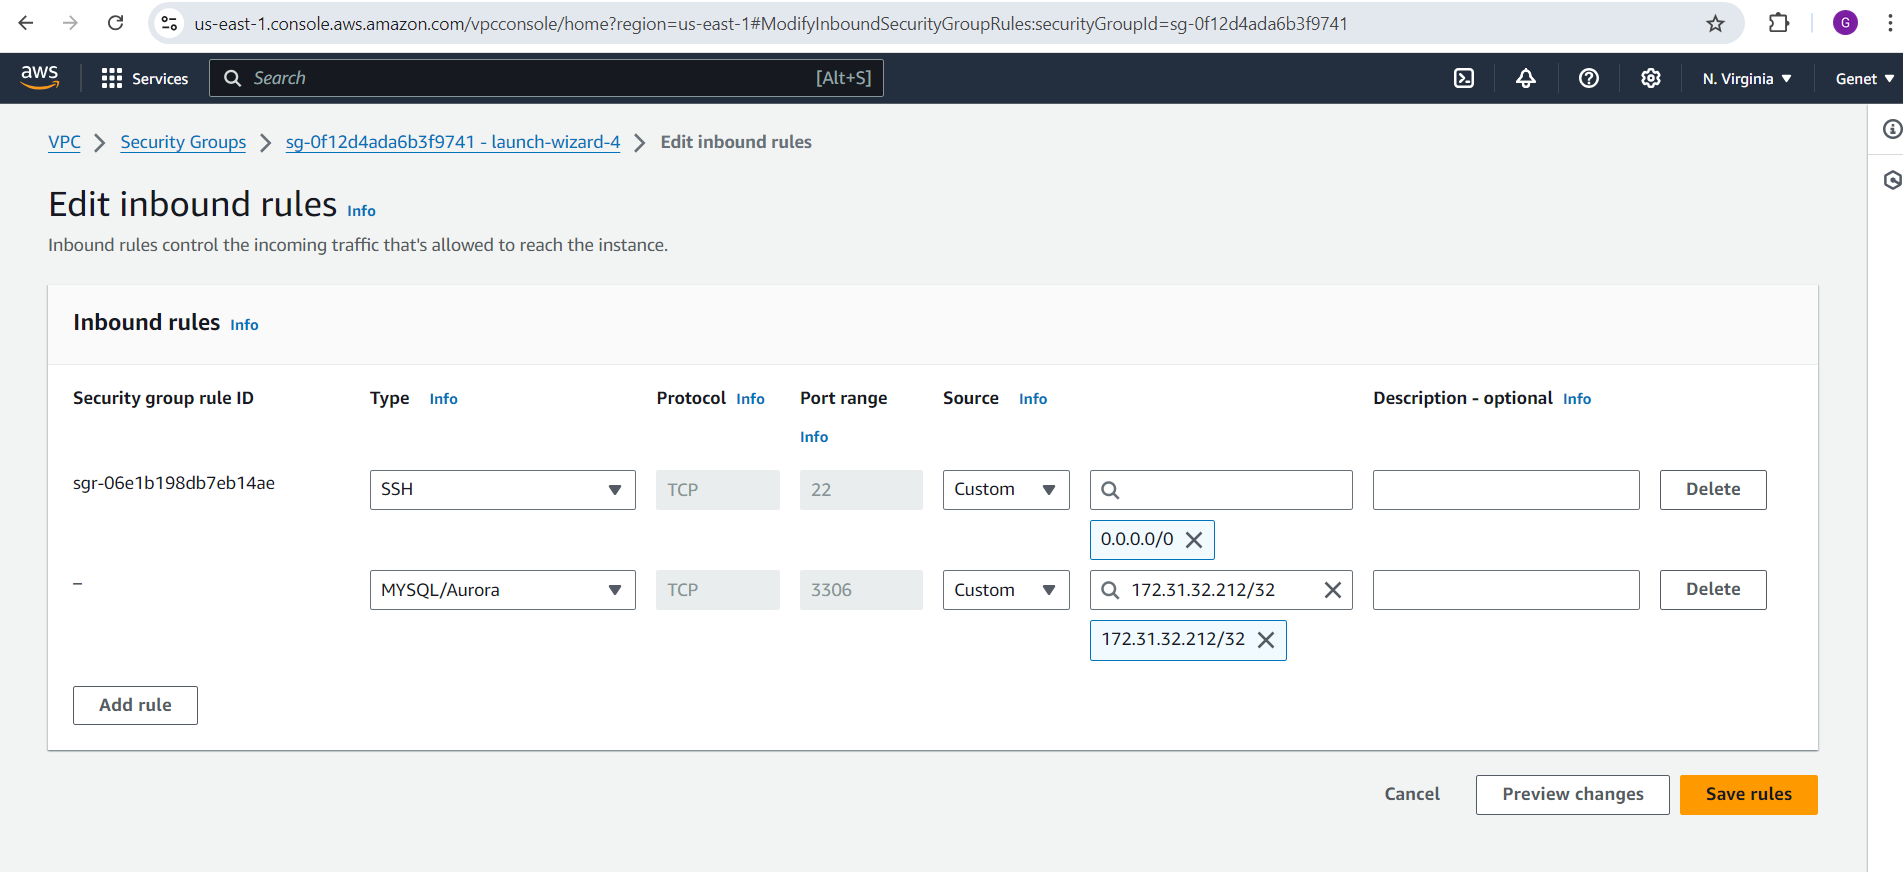 us-east-1.console.aws.amazon.com/vpcconsole/home?region=us-east-1#ModifyInboundSecurityGroupRules:securityGroupId=sg-0f12d4ada6b3f9741
G
aws Services Search [Alt+S] N. Virginia Genet
VPC Security Groups sg-0f12d4ada6b3f9741 - launch-wizard-4 Edit inbound rules
Edit inbound rules Info
Inbound rules control the incoming traffic that's allowed to reach the instance.
Inbound rules Info
Security group rule ID Type Info Protocol Info Port range Source Info Description - optional Info
Info
sgr-06e1b198db7eb14ae SSH TCP 22 Custom Delete
0.0.0.0/0
– MYSQL/Aurora TCP 3306 Custom 172.31.32.212/32 Delete
172.31.32.212/32
Add rule
Cancel Preview changes Save rules